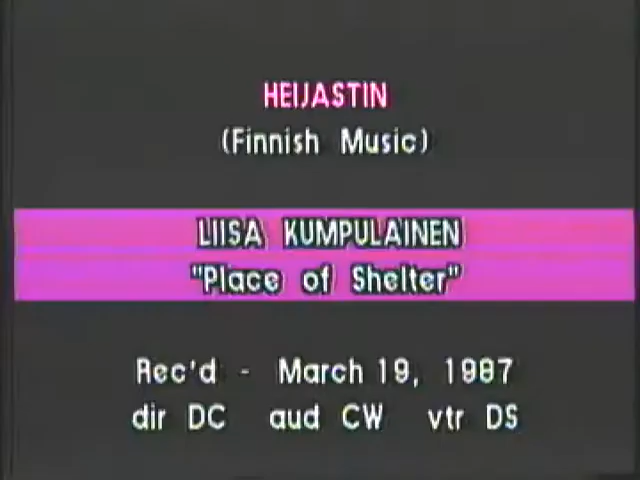 HEIJASTIN
(Finnish Music)
LIISA KUMPULAINEN
"Place of Shelter"
Rec'd - March 19, 1987
dir DC aud CW vtr DS